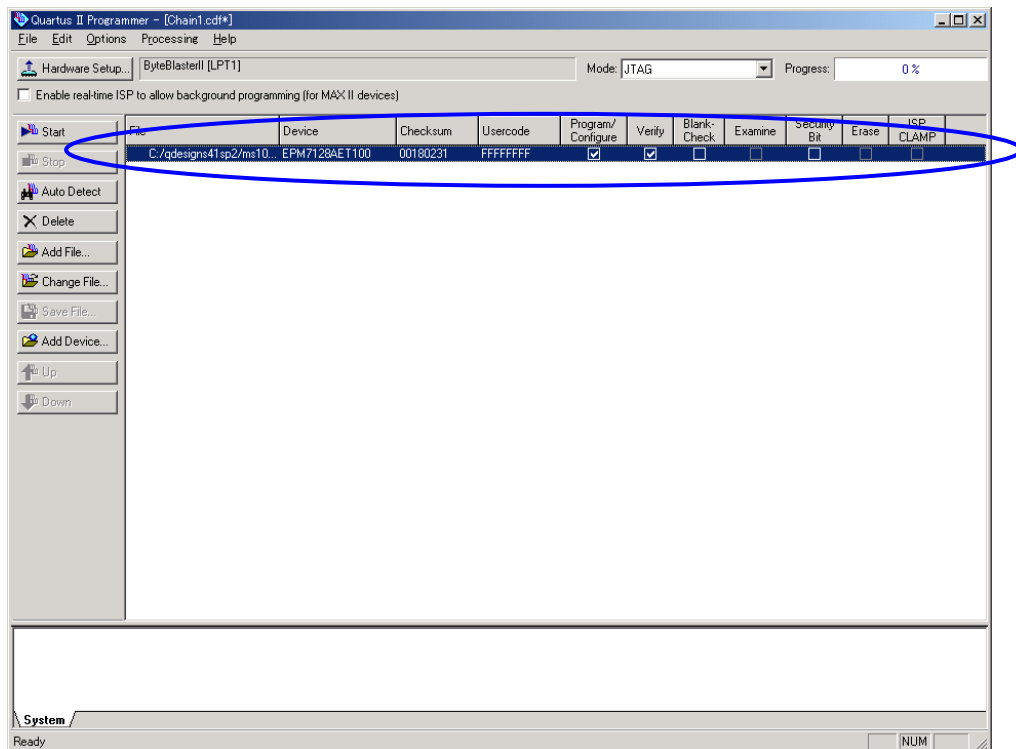 Quartus II Programmer - [Chain1.cdf*]
File Edit Options Processing Help
Hardware Setup... ByteBlasterII [LPT1] Mode: JTAG Progress: 0 %
Enable real-time ISP to allow background programming (for MAX II devices)
File Device Checksum Usercode Program/ Configure Verify Blank- Check Examine Security Bit Erase ISP CLAMP
C:/qdesigns41sp2/ms10... EPM7128AET100 00180231 FFFFFFFF
Start
Stop
Auto Detect
Delete
Add File...
Change File...
Save File...
Add Device...
Up
Down
System
Ready NUM